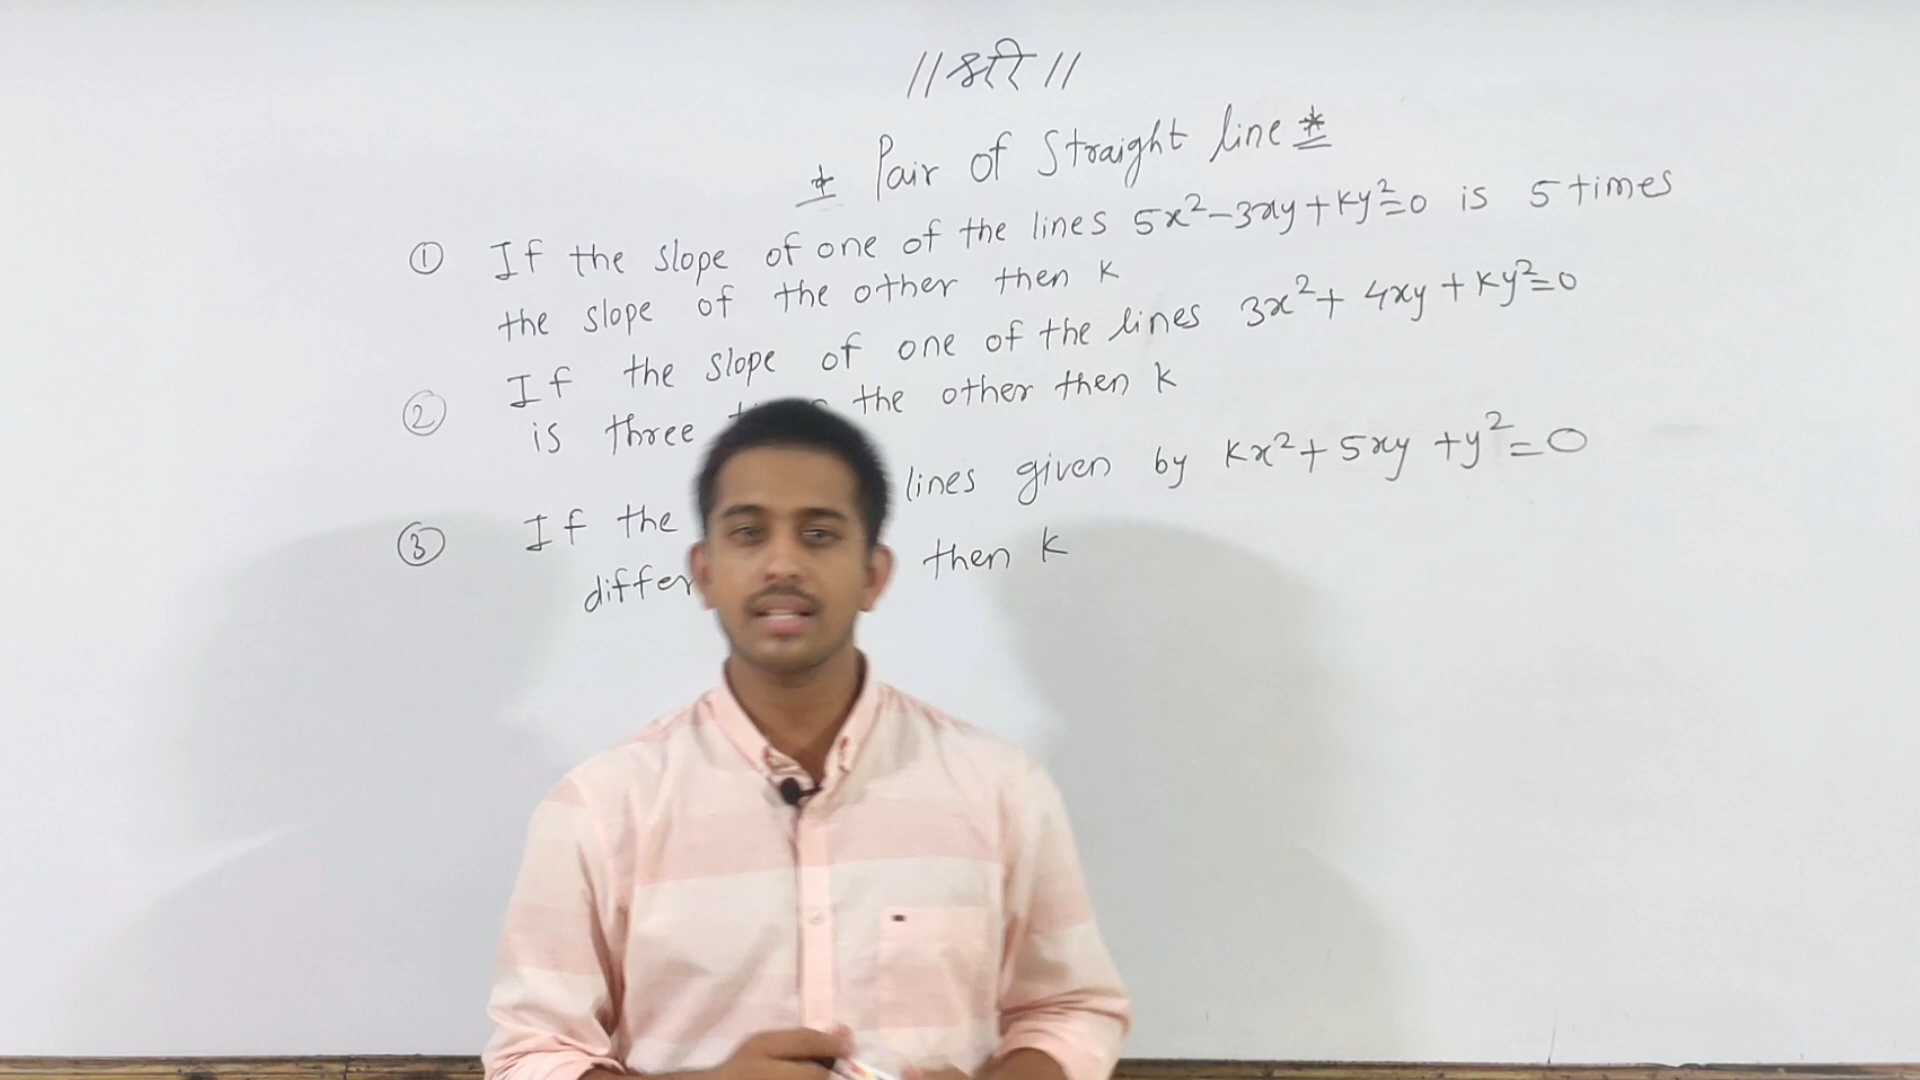 ||श्री||
* Pair of Straight line *
① If the slope of one of the lines 5x²-3xy+ky²=0 is 5 times
the slope of the other then k
② If the slope of one of the lines 3x²+4xy+ky²=0
is three the other then k
③ If the lines given by kx²+5xy+y²=0
differ then k